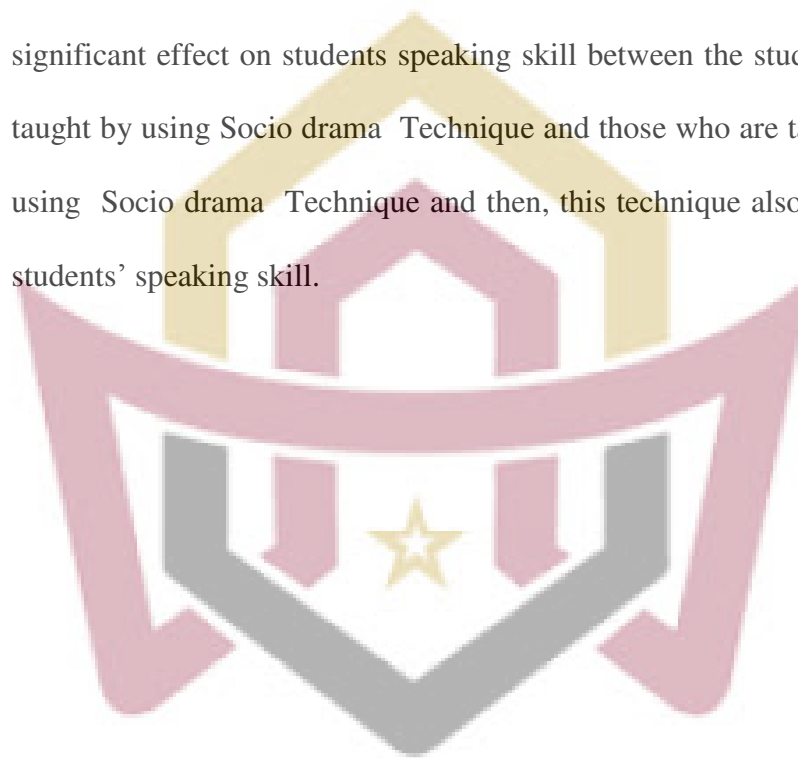 significant effect on students speaking skill between the
taught by using Socio drama Technique and those who are
using Socio drama Technique and then, this technique also
students’ speaking skill.